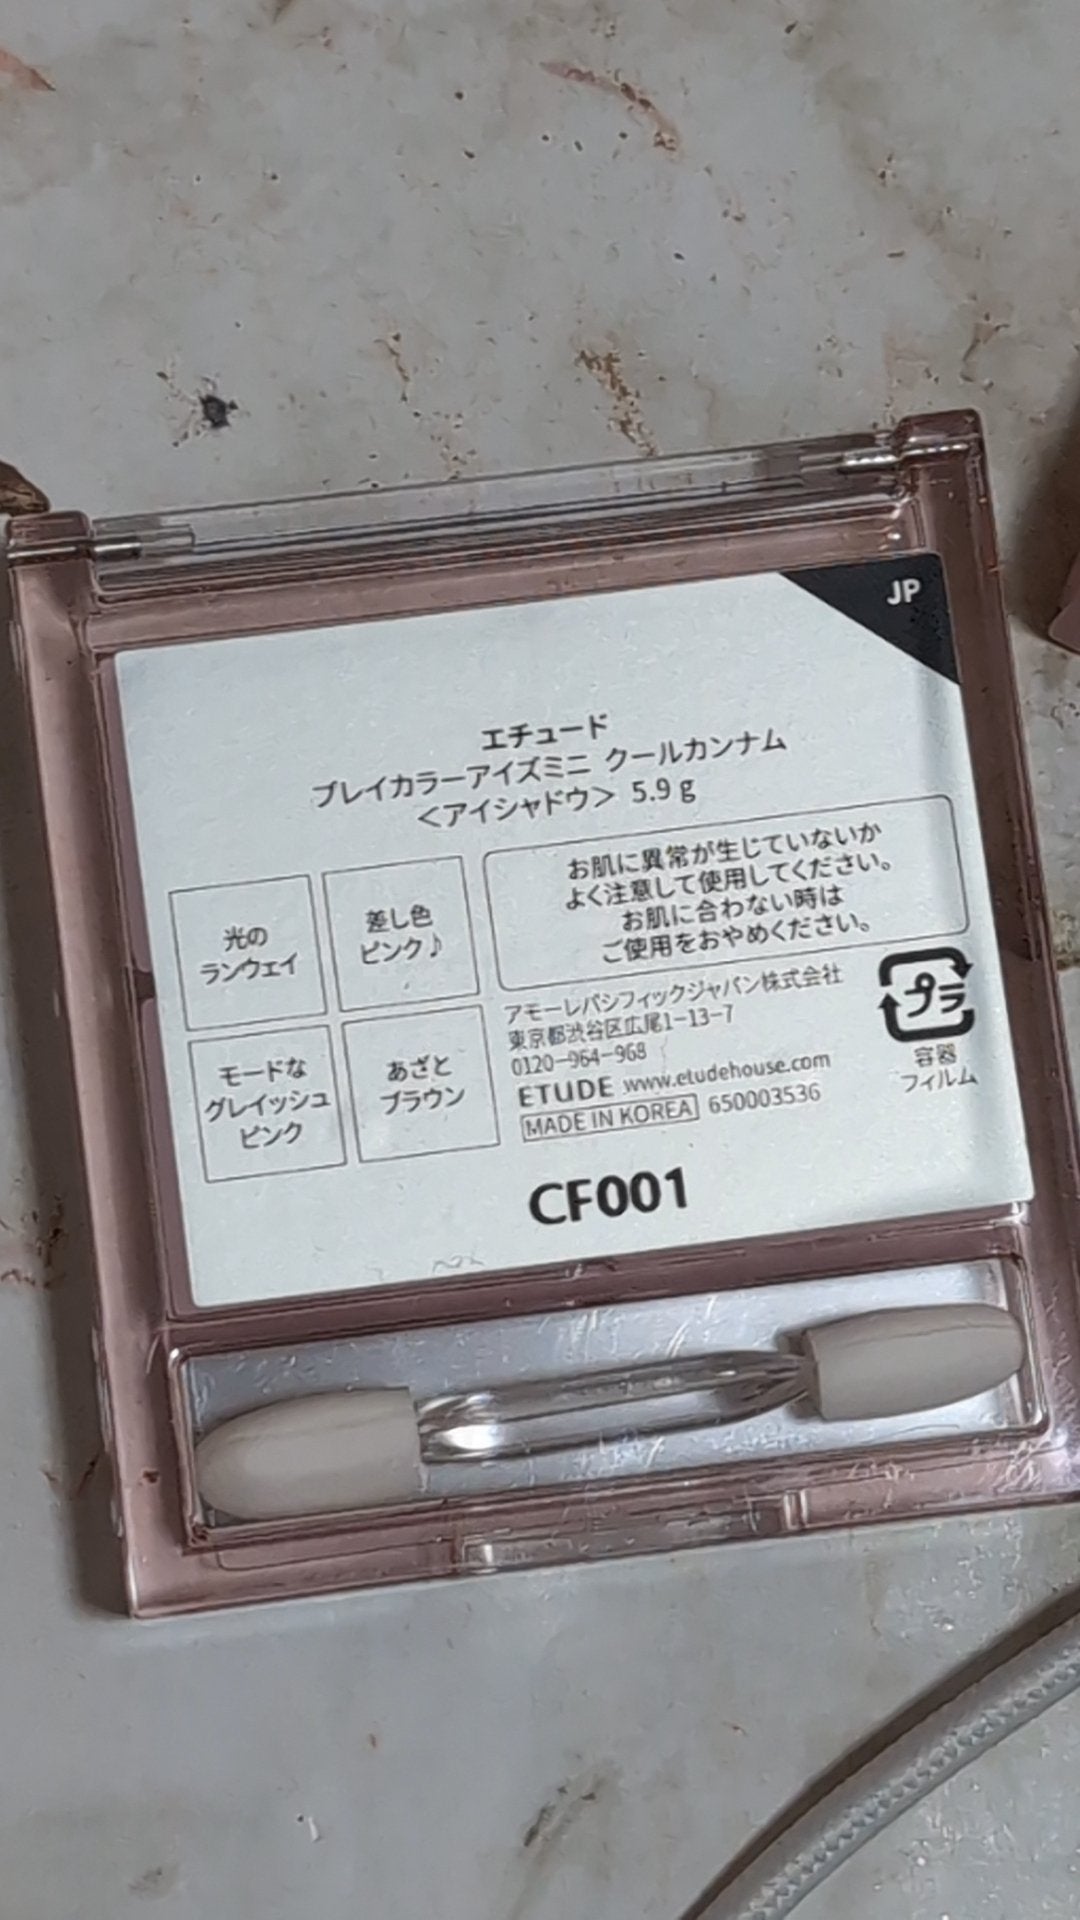 JP
エチュード
プレイカラーアイズミニ クールカンナム
＜アイシャドウ＞ 5.9 g
光の
ランウェイ
差し色
ピンク♪
モードな
グレイッシュ
ピンク
あざと
ブラウン
お肌に異常が生じていないか
よく注意して使用してください。
お肌に合わない時は
ご使用をおやめください。
アモーレパシフィックジャパン株式会社
東京都渋谷区広尾1-13-7
0120-964-968
ETUDE www.etudehouse.com
MADE IN KOREA 650003536
プラ
容器
フィルム
CF001